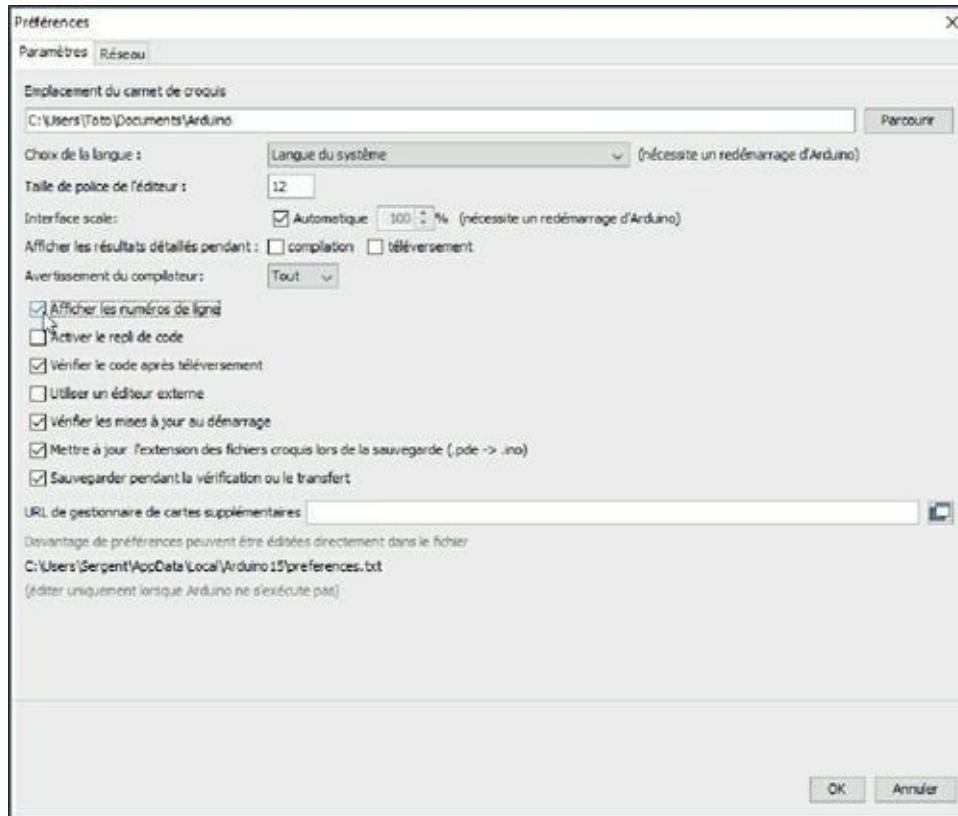 Préférences
Paramètres Réseau
Emplacement du carnet de croquis
C:\Users\Toto\Documents\Arduino Parcourir
Choix de la langue : Langue du système (nécessite un redémarrage d'Arduino)
Taille de police de l'éditeur : 12
Interface scale: Automatique 100 % (nécessite un redémarrage d'Arduino)
Afficher les résultats détaillés pendant : compilation téléversement
Avertissement du compilateur: Tout
Afficher les numéros de ligne
Activer le repli de code
Vérifier le code après téléversement
Utiliser un éditeur externe
Vérifier les mises à jour au démarrage
Mettre à jour l'extension des fichiers croquis lors de la sauvegarde (.pde -> .ino)
Sauvegarder pendant la vérification ou le transfert
URL de gestionnaire de cartes supplémentaires
Davantage de préférences peuvent être éditées directement dans le fichier
C:\Users\Sergent\AppData\Local\Arduino15\preferences.txt
(éditer uniquement lorsque Arduino ne s'exécute pas)
OK Annuler